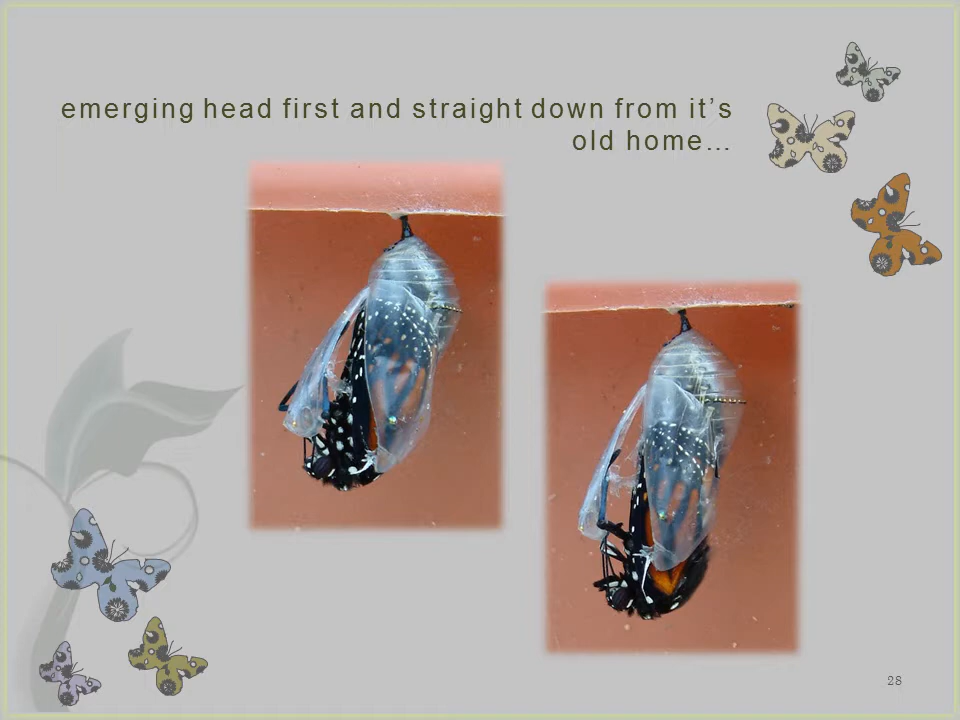 emerging head first and straight down from it’s
old home…
28